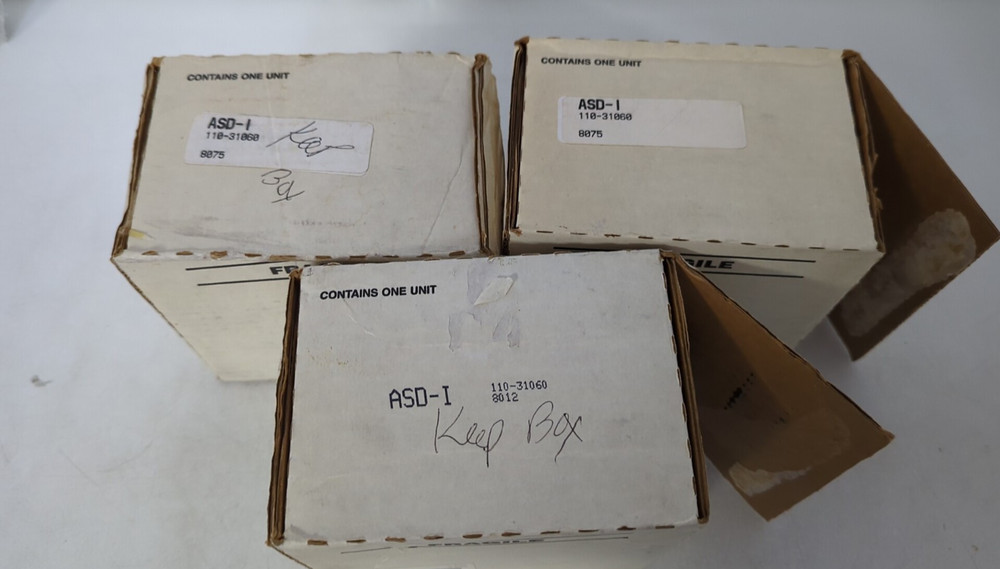 CONTAINS ONE UNIT
ASD-I
110-31060
8075
Keep
Box
CONTAINS ONE UNIT
ASD-I
110-31060
8075
CONTAINS ONE UNIT
ASD-I
110-31060
8012
Keep Box
FRAGILE